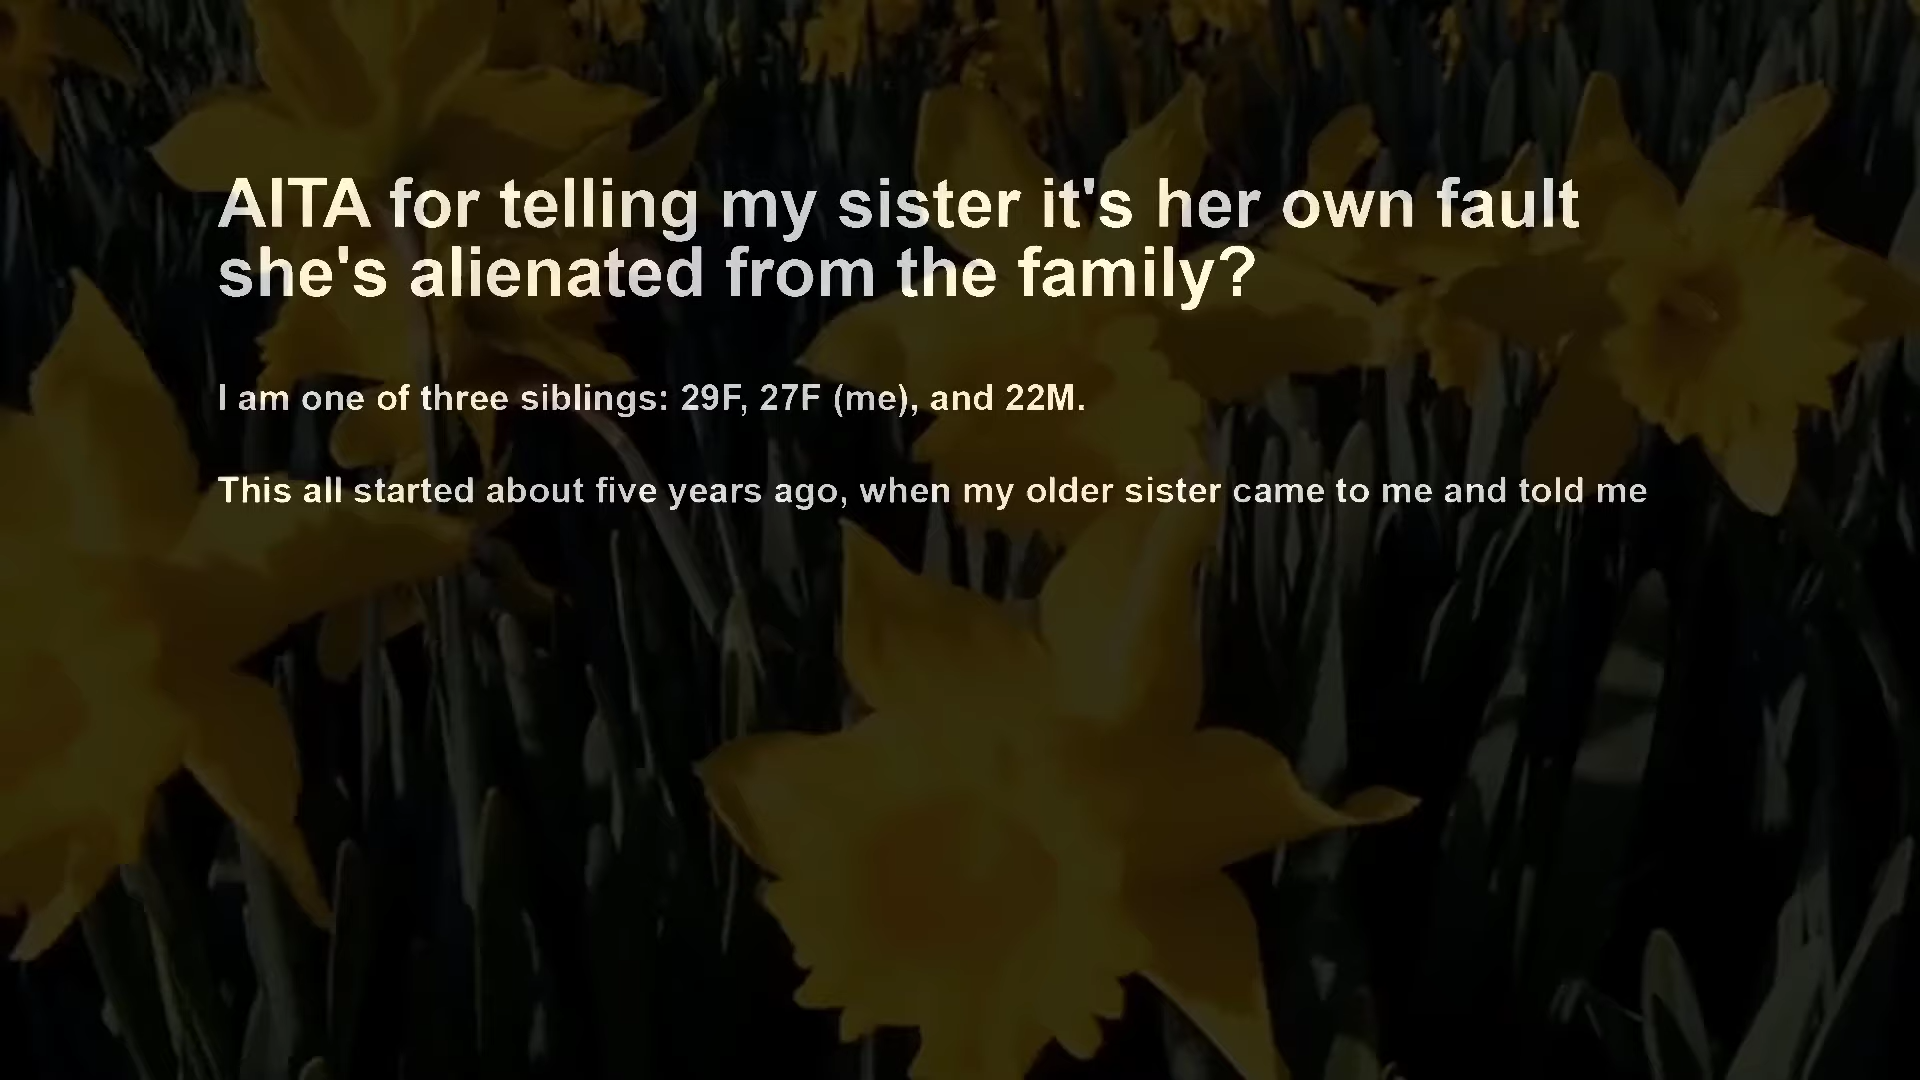 AITA for telling my sister it's her own fault
she's alienated from the family?
I am one of three siblings: 29F, 27F (me), and 22M.
This all started about five years ago, when my older sister came to me and told me